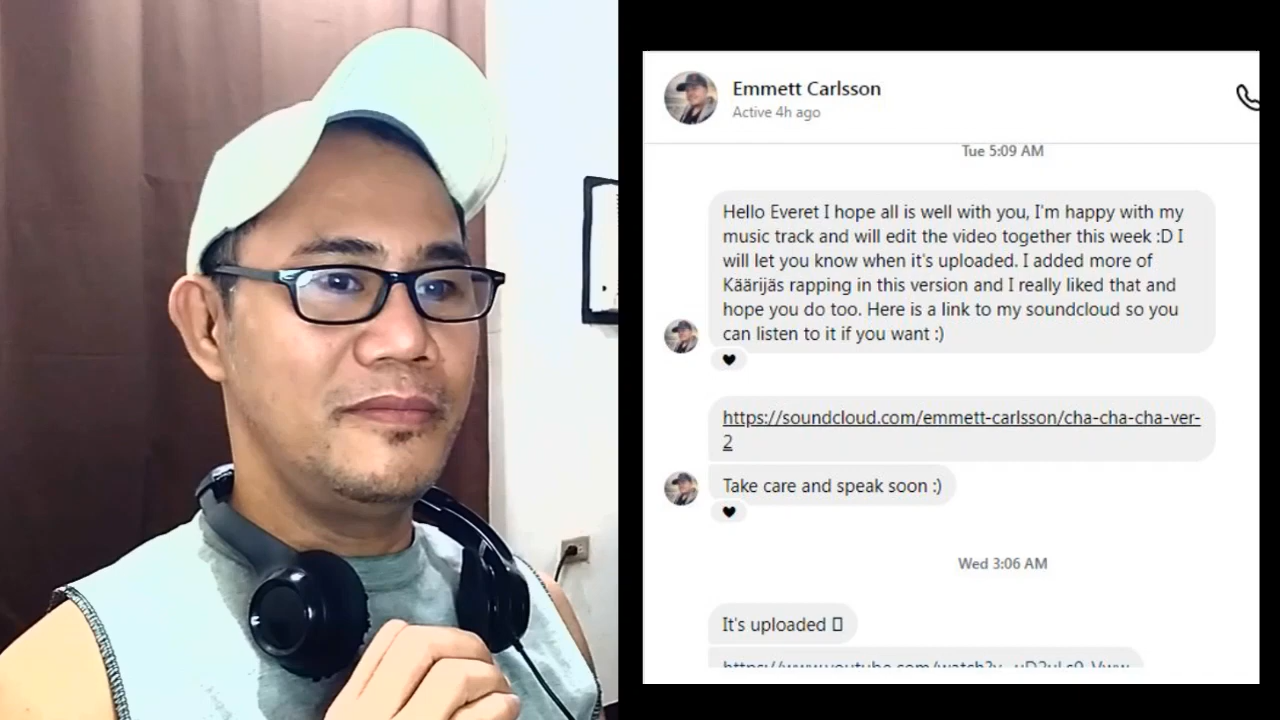 Emmett Carlsson
Active 4h ago
Tue 5:09 AM
Hello Everet I hope all is well with you, I'm happy with my
music track and will edit the video together this week :D I
will let you know when it's uploaded. I added more of
Käärijäs rapping in this version and I really liked that and
hope you do too. Here is a link to my soundcloud so you
can listen to it if you want :)
https://soundcloud.com/emmett-carlsson/cha-cha-cha-ver-
2
Take care and speak soon :)
Wed 3:06 AM
It's uploaded